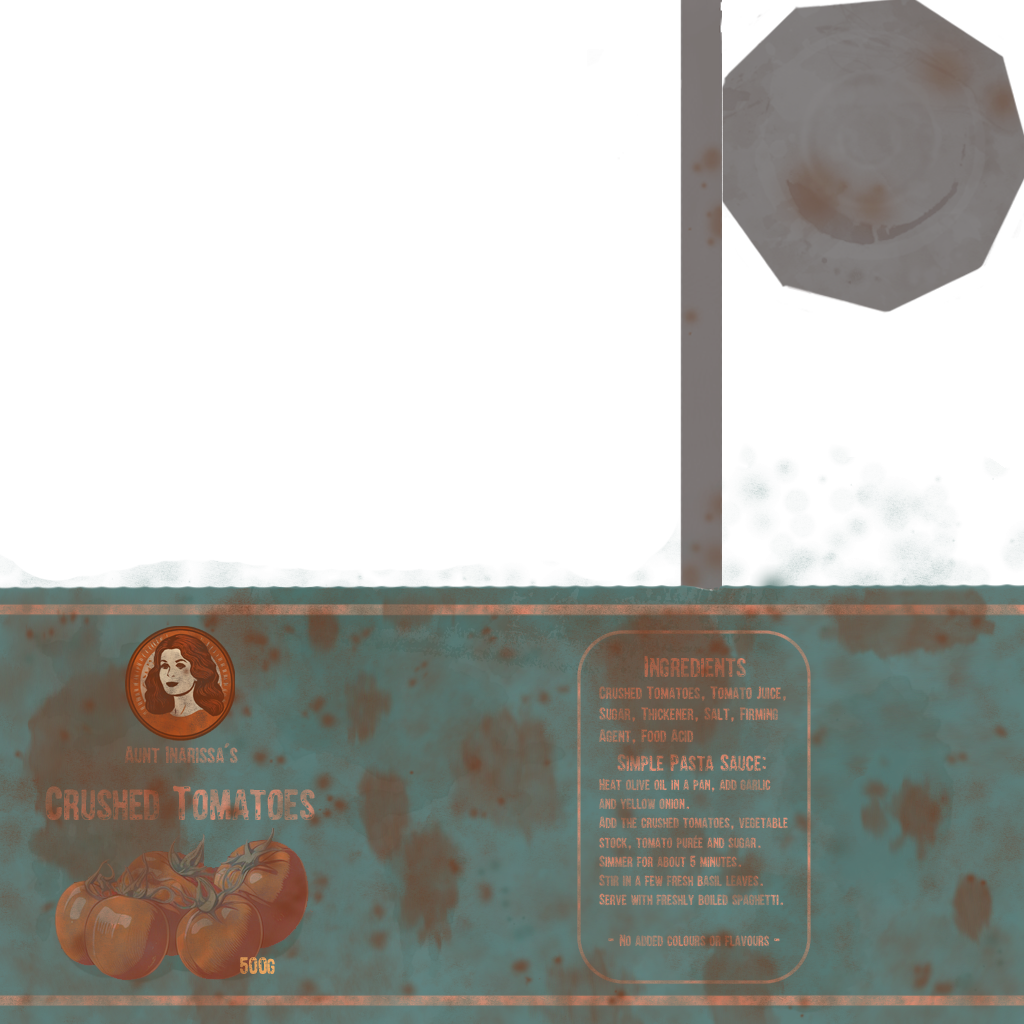 Aunt Inarissa's
Crushed Tomatoes
500g
Ingredients
Crushed Tomatoes, Tomato Juice,
Sugar, Thickener, Salt, Firming
Agent, Food Acid
Simple Pasta Sauce:
Heat olive oil in a pan, add garlic
and yellow onion.
Add the crushed tomatoes, vegetable
stock, tomato purée and sugar.
Simmer for about 5 minutes.
Stir in a few fresh basil leaves.
Serve with freshly boiled spaghetti.
- No added colours or flavours -